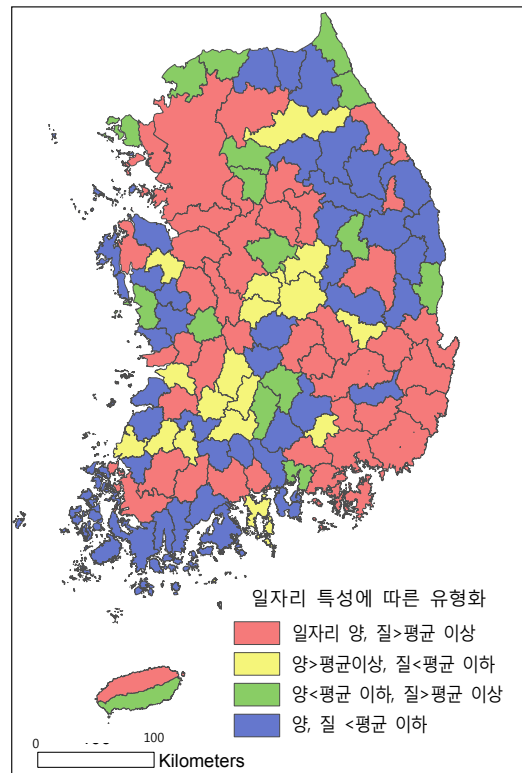 일자리 특성에 따른 유형화
일자리 양, 질>평균 이상
양>평균이상, 질<평균 이하
양<평균 이하, 질>평균 이상
양, 질 <평균 이하
0 100
Kilometers